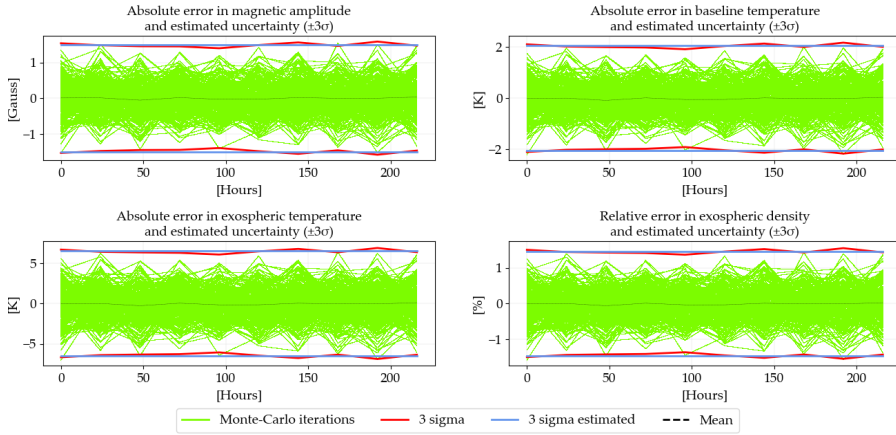 Absolute error in magnetic amplitude
and estimated uncertainty (±3σ)
[Gauss]
1
0
−1
0 50 100 150 200
[Hours]
Absolute error in baseline temperature
and estimated uncertainty (±3σ)
[K]
2
0
−2
0 50 100 150 200
[Hours]
Absolute error in exospheric temperature
and estimated uncertainty (±3σ)
[K]
5
0
−5
0 50 100 150 200
[Hours]
Relative error in exospheric density
and estimated uncertainty (±3σ)
[%]
1
0
−1
0 50 100 150 200
[Hours]
Monte-Carlo iterations 3 sigma 3 sigma estimated Mean